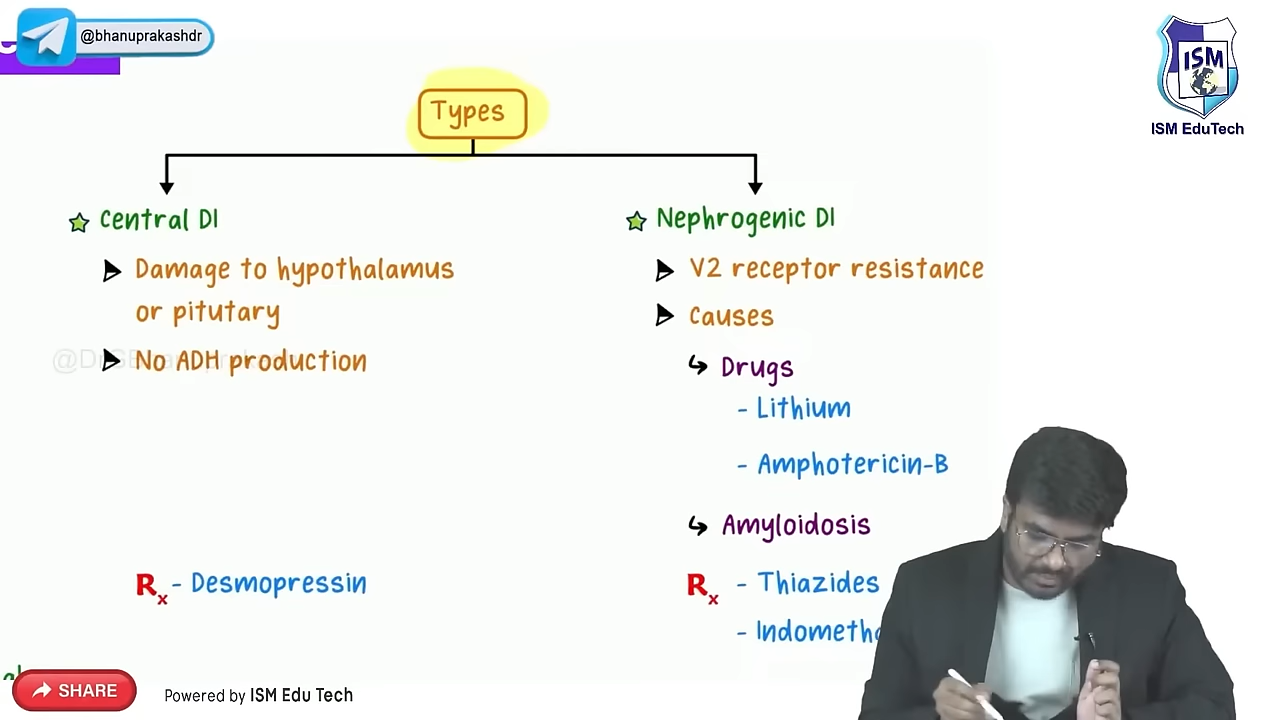 @bhanuprakashdr
ISM
ISM EduTech
Types
Central DI
Damage to hypothalamus
or pitutary
No ADH production
Rx - Desmopressin
Nephrogenic DI
V2 receptor resistance
Causes
Drugs
- Lithium
- Amphotericin-B
Amyloidosis
Rx - Thiazides
- Indometh
SHARE
Powered by ISM Edu Tech